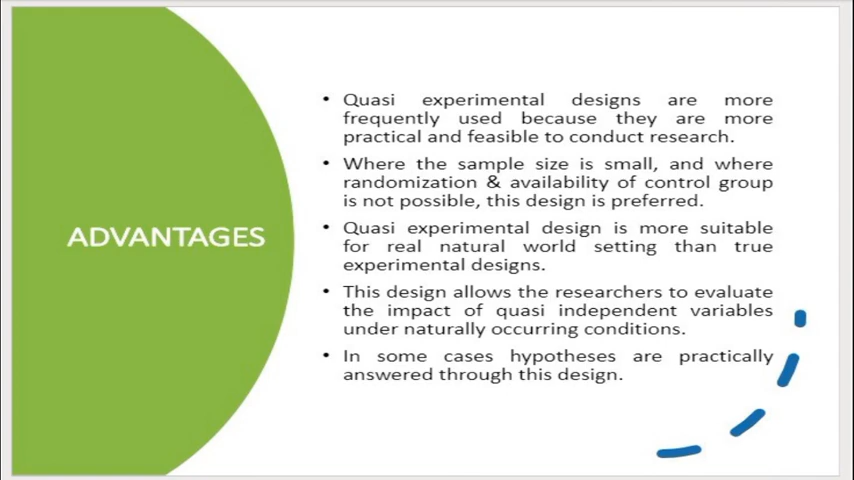 ADVANTAGES
• Quasi experimental designs are more
frequently used because they are more
practical and feasible to conduct research.
• Where the sample size is small, and where
randomization & availability of control group
is not possible, this design is preferred.
• Quasi experimental design is more suitable
for real natural world setting than true
experimental designs.
• This design allows the researchers to evaluate
the impact of quasi independent variables
under naturally occurring conditions.
• In some cases hypotheses are practically
answered through this design.